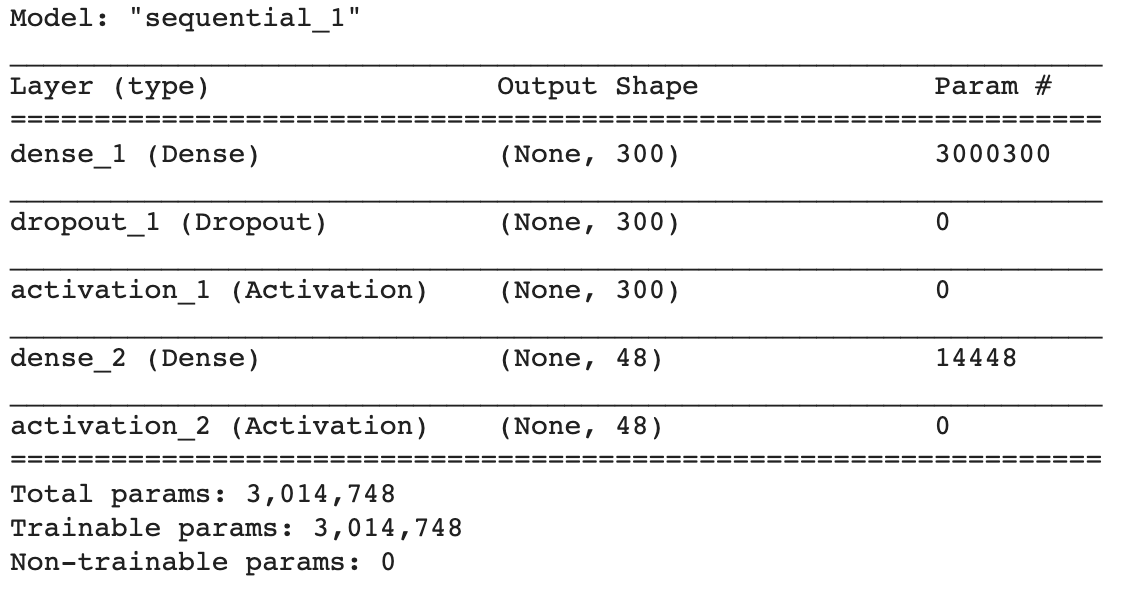 Model: "sequential_1"
Layer (type) Output Shape Param #
dense_1 (Dense) (None, 300) 3000300
dropout_1 (Dropout) (None, 300) 0
activation_1 (Activation) (None, 300) 0
dense_2 (Dense) (None, 48) 14448
activation_2 (Activation) (None, 48) 0
Total params: 3,014,748
Trainable params: 3,014,748
Non-trainable params: 0